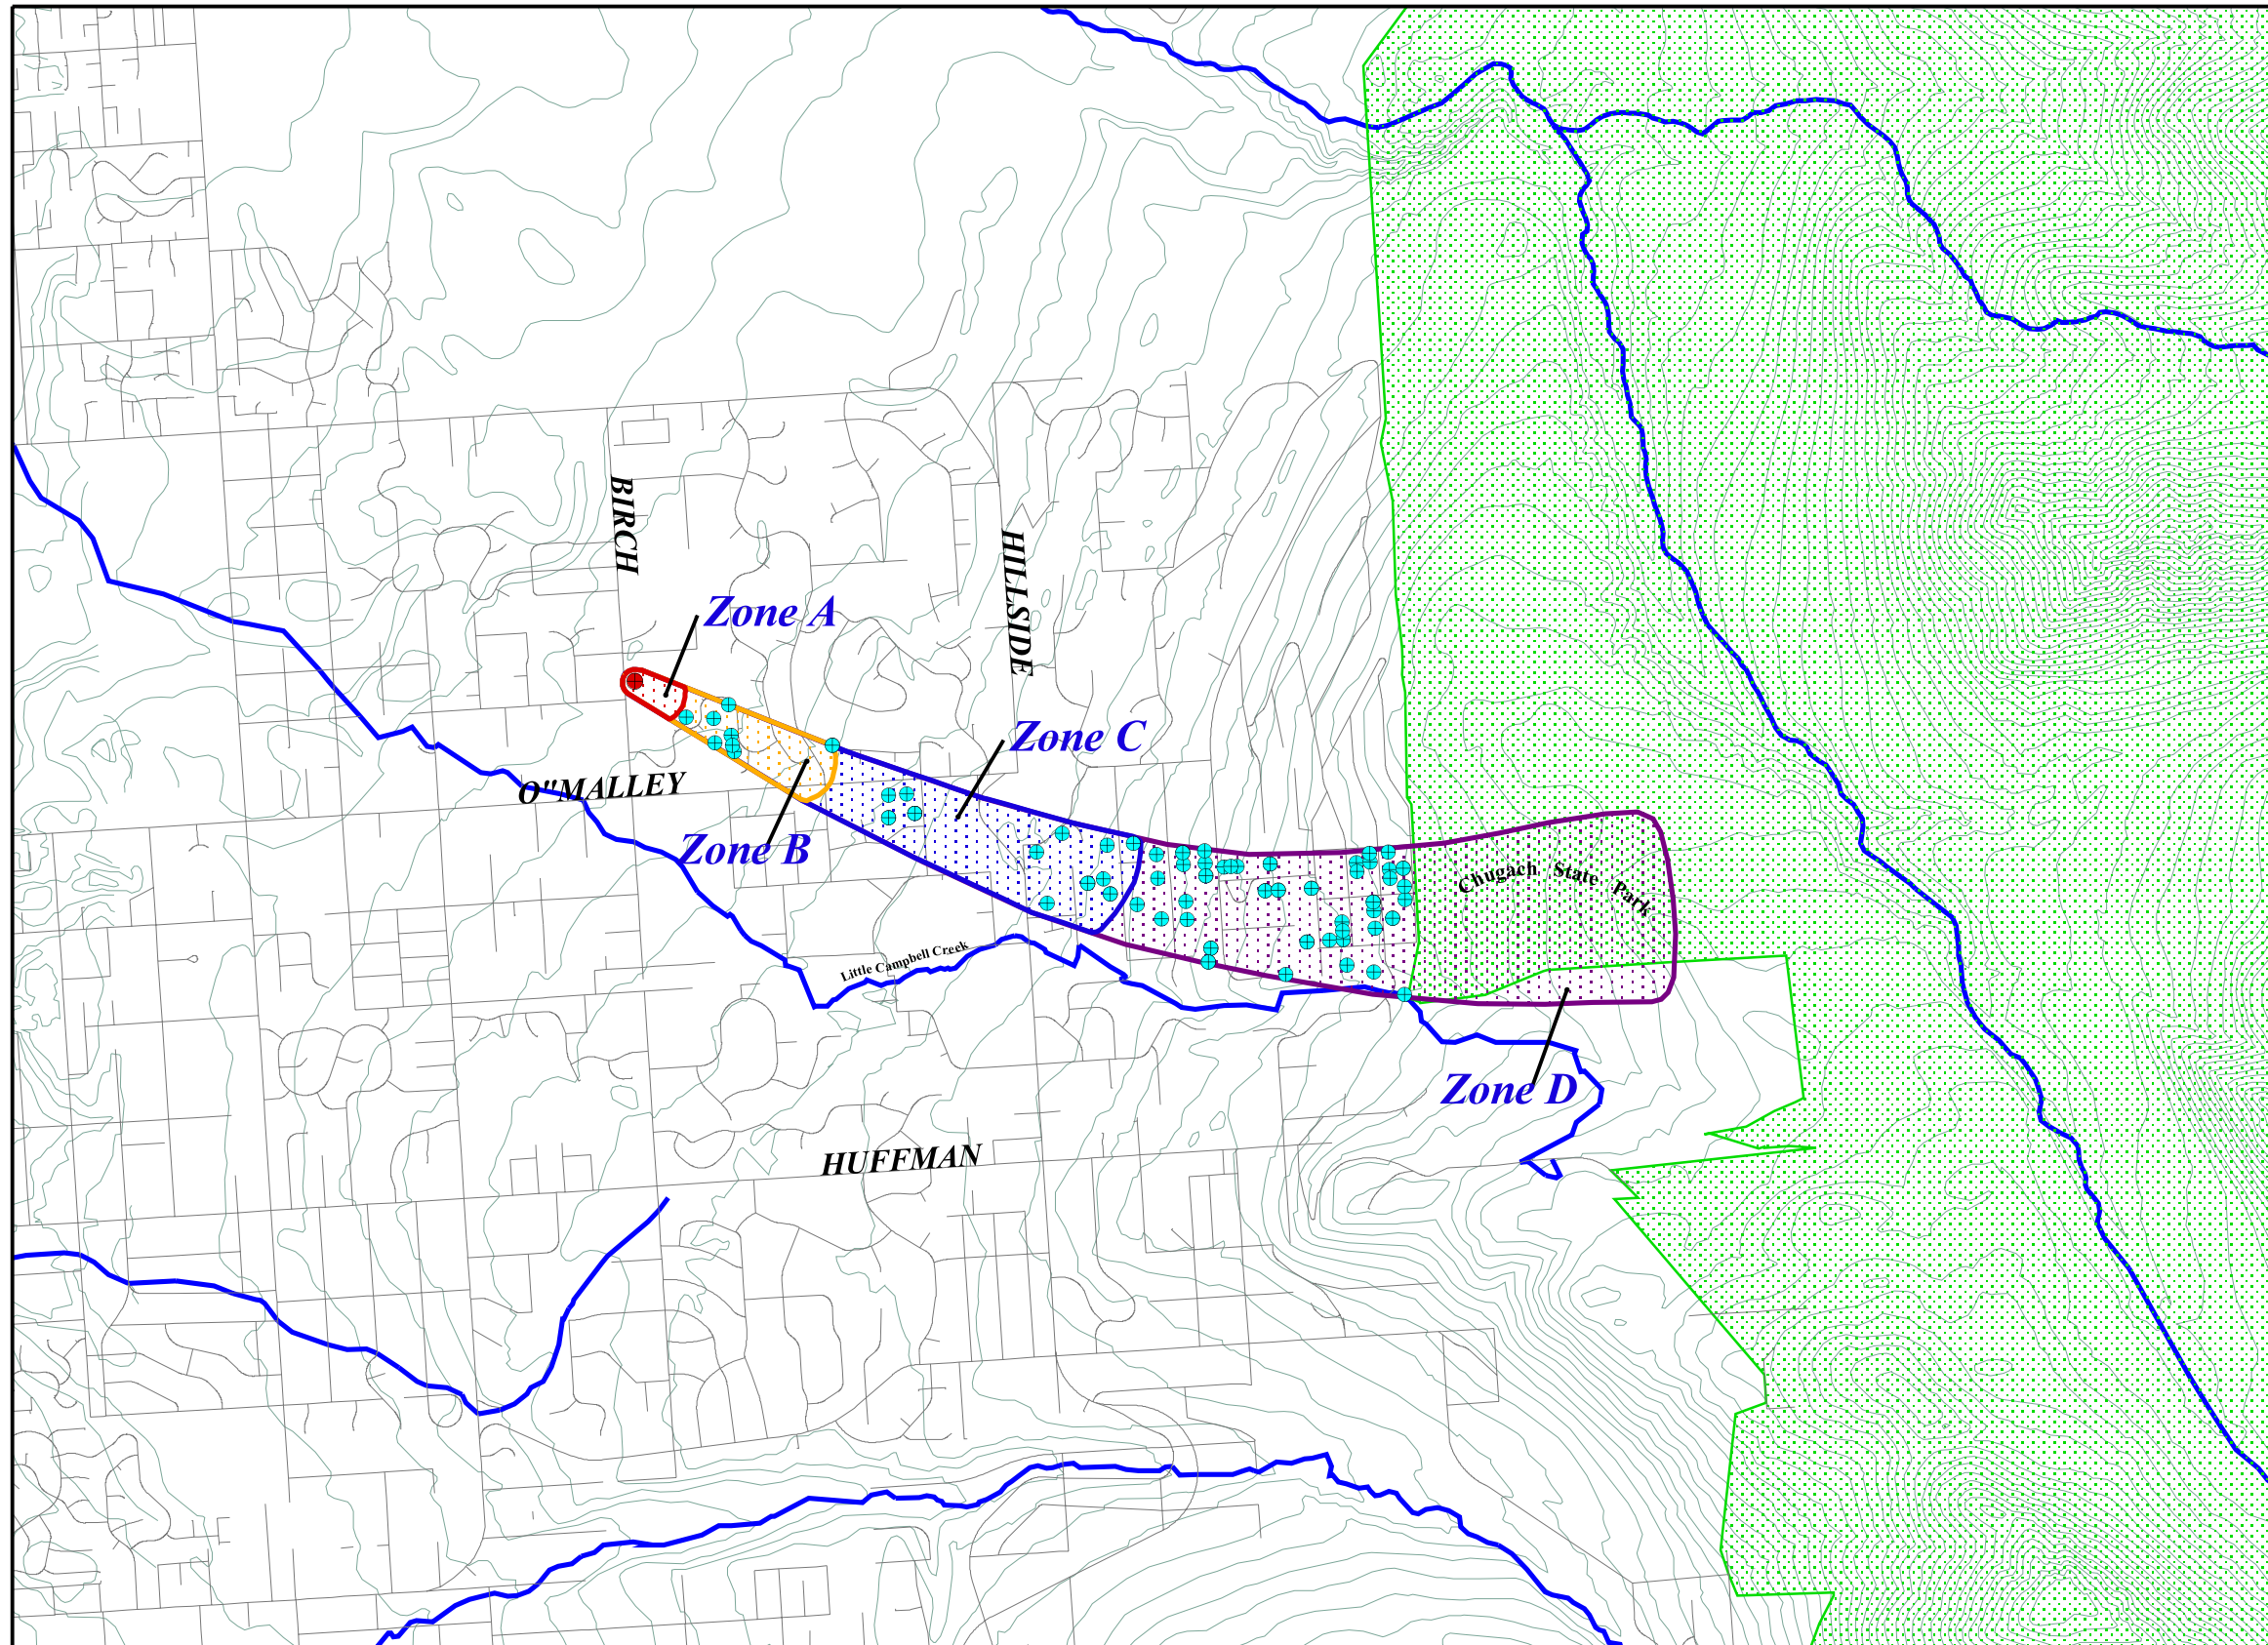 BIRCH
HILLSIDE
Zone A
Zone C
O"MALLEY
Zone B
Chugach State Park
Little Campbell Creek
Zone D
HUFFMAN